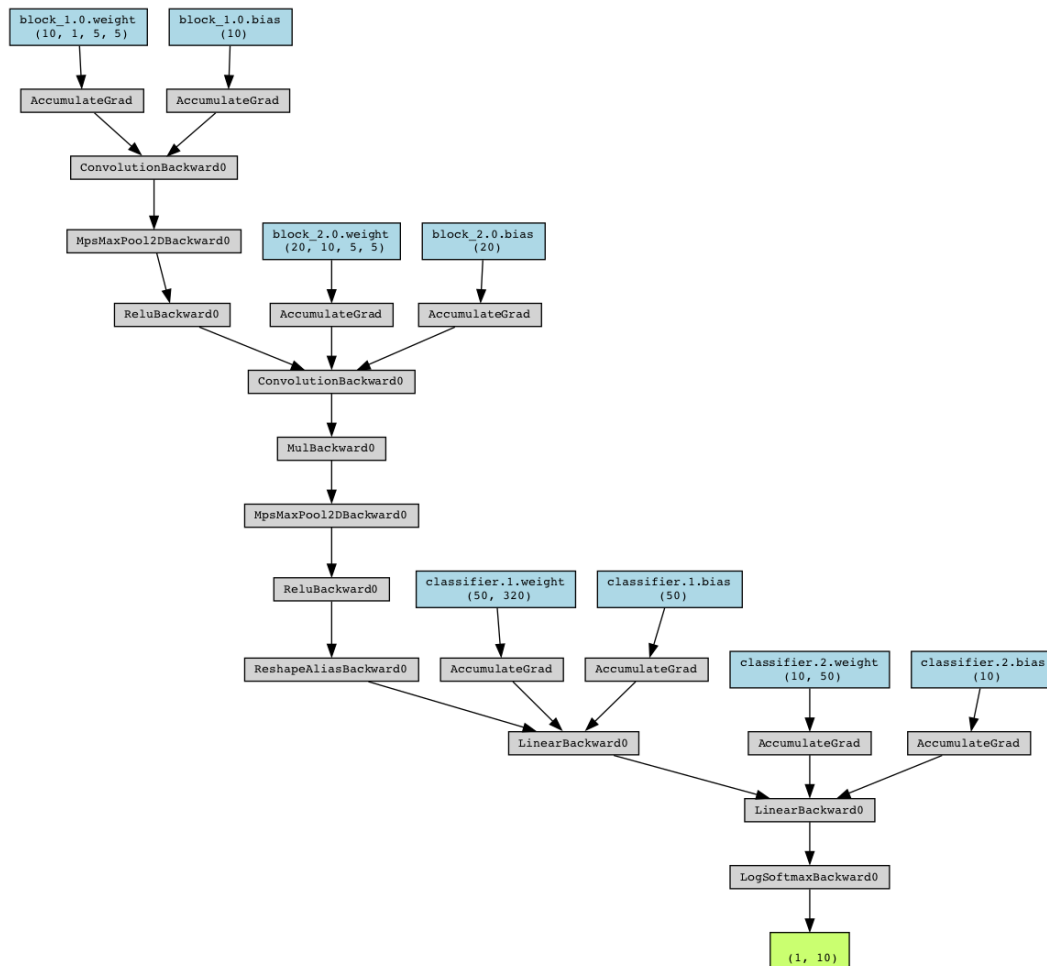 block_1.0.weight
(10, 1, 5, 5)
block_1.0.bias
(10)
AccumulateGrad
AccumulateGrad
ConvolutionBackward0
MpsMaxPool2DBackward0
block_2.0.weight
(20, 10, 5, 5)
block_2.0.bias
(20)
ReluBackward0
AccumulateGrad
AccumulateGrad
ConvolutionBackward0
MulBackward0
MpsMaxPool2DBackward0
ReluBackward0
classifier.1.weight
(50, 320)
classifier.1.bias
(50)
ReshapeAliasBackward0
AccumulateGrad
AccumulateGrad
classifier.2.weight
(10, 50)
classifier.2.bias
(10)
LinearBackward0
AccumulateGrad
AccumulateGrad
LinearBackward0
LogSoftmaxBackward0
(1, 10)